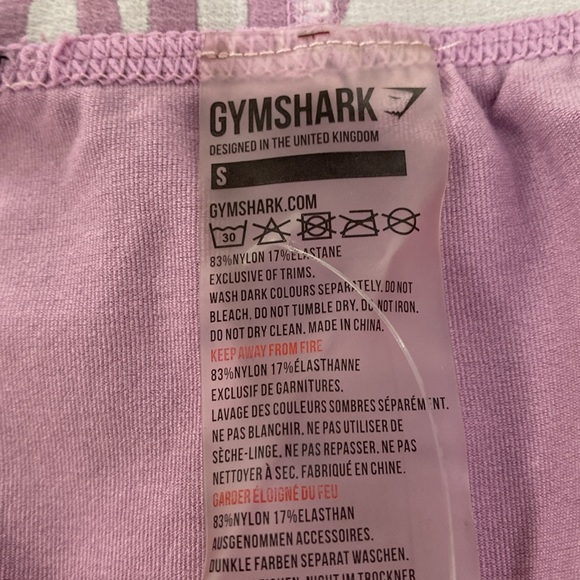 GYMSHARK
DESIGNED IN THE UNITED KINGDOM
S
GYMSHARK.COM
30
83%NYLON 17%ELASTANE
EXCLUSIVE OF TRIMS.
WASH DARK COLOURS SEPARATELY, DO NOT
BLEACH. DO NOT TUMBLE DRY. DO NOT IRON.
DO NOT DRY CLEAN. MADE IN CHINA.
KEEP AWAY FROM FIRE
83%NYLON 17%ÉLASTHANNE
EXCLUSIF DE GARNITURES.
LAVAGE DES COULEURS SOMBRES SÉPARÉMENT.
NE PAS BLANCHIR. NE PAS UTILISER DE
SÈCHE-LINGE. NE PAS REPASSER. NE PAS
NETTOYER À SEC. FABRIQUÉ EN CHINE.
GARDER ÉLOIGNÉ DU FEU
83%NYLON 17%ELASTHAN
AUSGENOMMEN ACCESSOIRES.
DUNKLE FARBEN SEPARAT WASCHEN.
NICHT IM TROCKNER